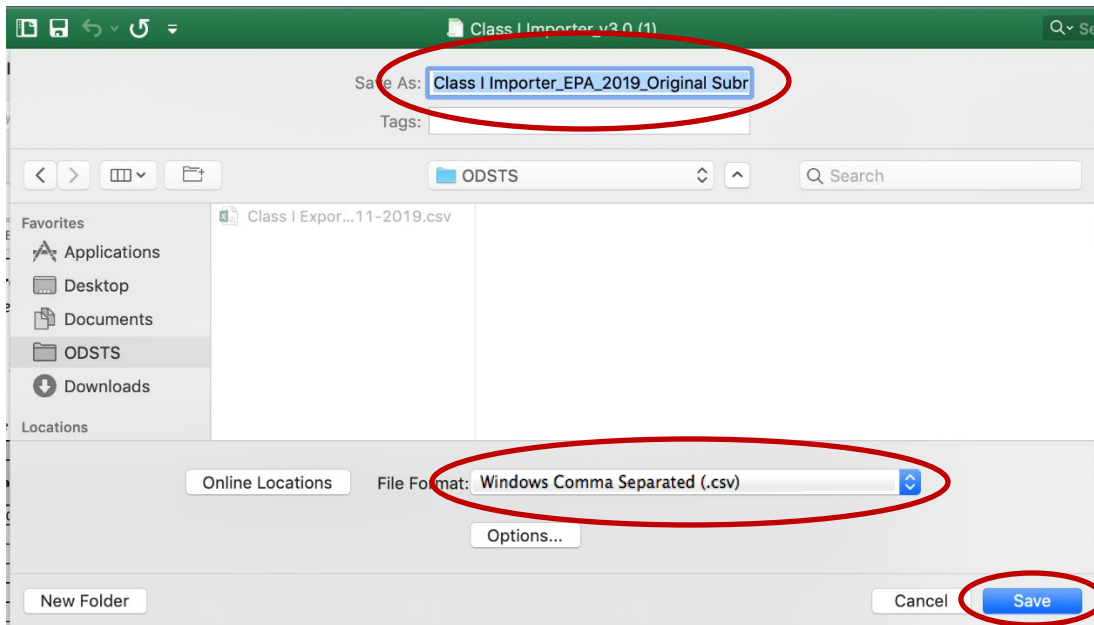 Class I Importer_v3.0 (1)
Se
Save As: Class I Importer_EPA_2019_Original Subr
Tags:
ODSTS
Search
Favorites
Class I Expor...11-2019.csv
Applications
Desktop
Documents
ODSTS
Downloads
Locations
Online Locations File Format: Windows Comma Separated (.csv)
Options...
New Folder Cancel Save